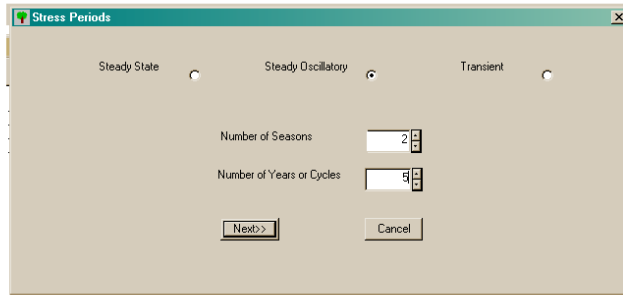 Stress Periods
Steady State Steady Oscillatory Transient
Number of Seasons 2
Number of Years or Cycles 5
Next>> Cancel